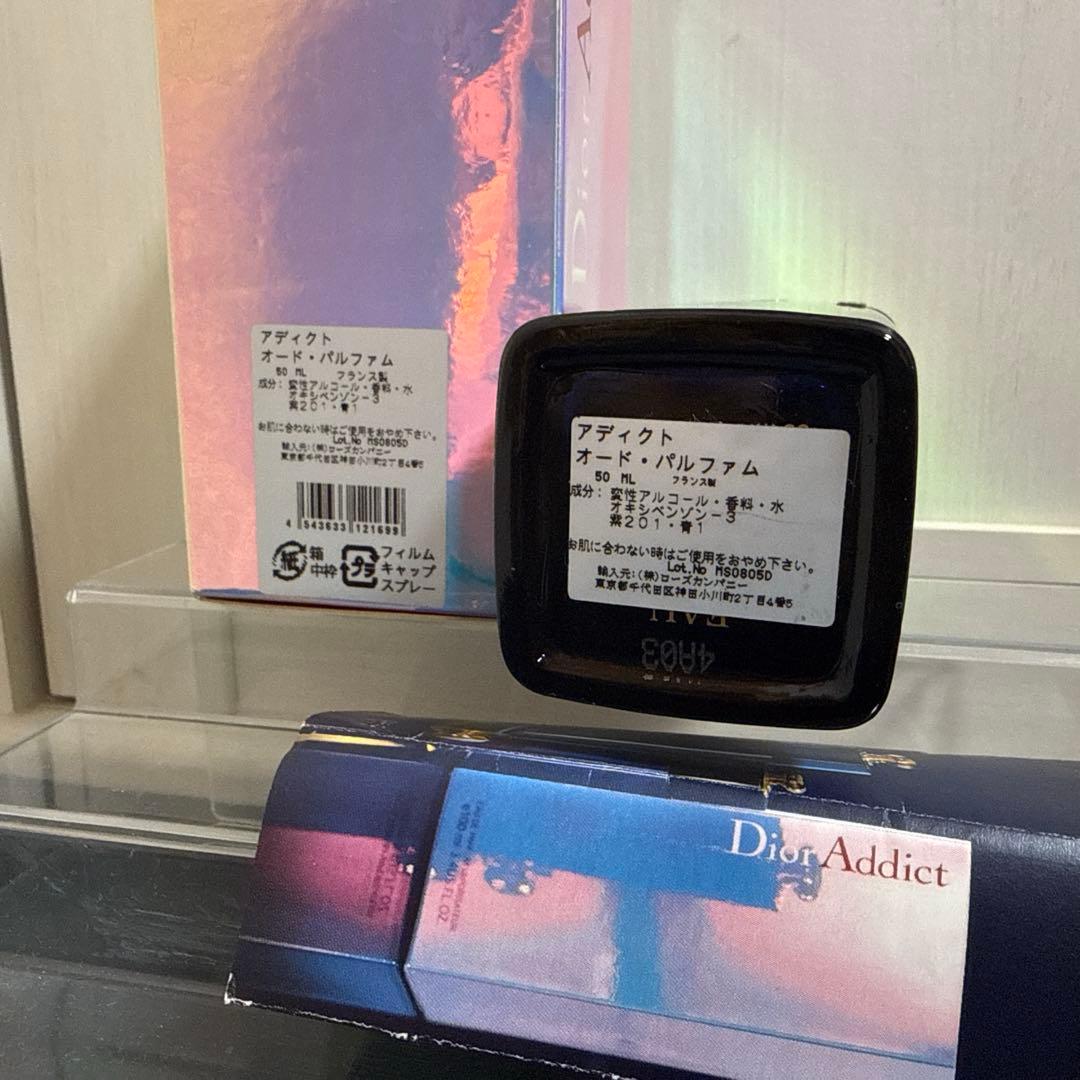 Dior A
アディクト
オード・パルファム
50 ML フランス製
成分: 変性アルコール・香料・水
オキシベンゾン-3
紫201・青1
お肌に合わない時はご使用をおやめ下さい。
Lot.No MS0805D
輸入元:(株)ローズカンパニー
東京都千代田区神田小川町2丁目4番5
4 543633 121699
紙 箱
中枠
プラ フィルム
キャップ
スプレー
アディクト
オード・パルファム
50 ML フランス製
成分: 変性アルコール・香料・水
オキシベンゾン-3
紫201・青1
お肌に合わない時はご使用をおやめ下さい。
Lot.No MS0805D
輸入元:(株)ローズカンパニー
東京都千代田区神田小川町2丁目4番5
EAU
4A03
Dior Addict